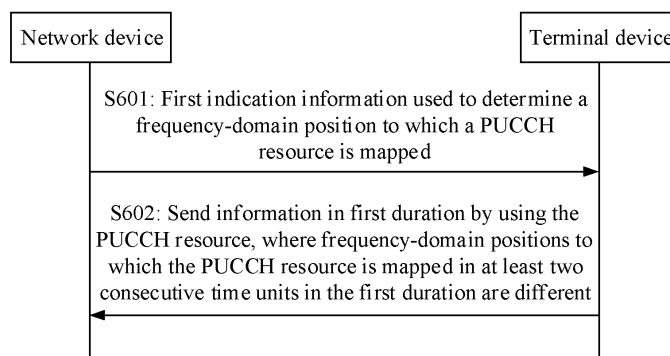 Network device
Terminal device
S601: First indication information used to determine a
frequency-domain position to which a PUCCH
resource is mapped
S602: Send information in first duration by using the
PUCCH resource, where frequency-domain positions to
which the PUCCH resource is mapped in at least two
consecutive time units in the first duration are different